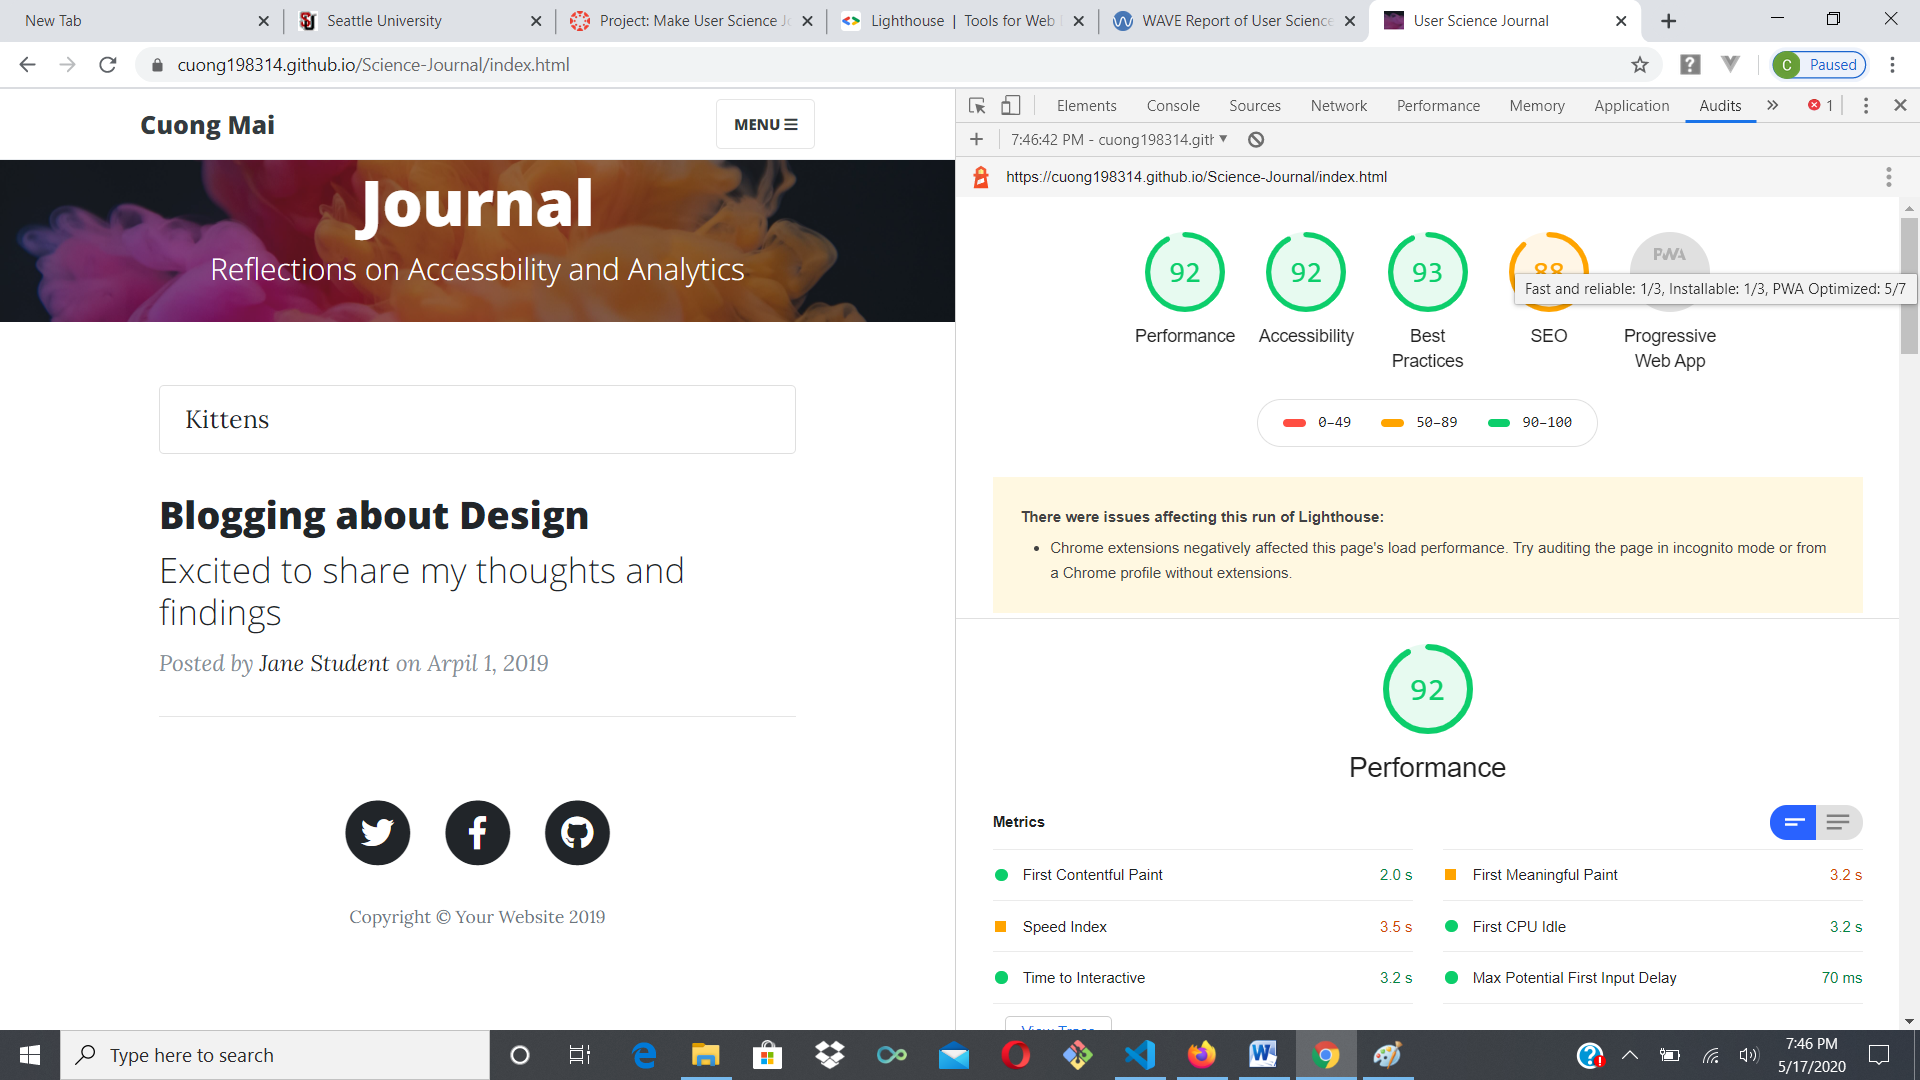 New Tab
Seattle University
Project: Make User Science Jo
Lighthouse | Tools for Web
WAVE Report of User Science
User Science Journal
cuong198314.github.io/Science-Journal/index.html
C Paused
Cuong Mai
MENU
Journal
Reflections on Accessbility and Analytics
Kittens
Blogging about Design
Excited to share my thoughts and
findings
Posted by Jane Student on Arpil 1, 2019
Copyright © Your Website 2019
Elements Console Sources Network Performance Memory Application Audits » 1
7:46:42 PM - cuong198314.gith
https://cuong198314.github.io/Science-Journal/index.html
92 92 93 88 PWA
Fast and reliable: 1/3, Installable: 1/3, PWA Optimized: 5/7
Performance
Accessibility
Best
Practices
SEO
Progressive
Web App
0–49 50–89 90–100
There were issues affecting this run of Lighthouse:
• Chrome extensions negatively affected this page's load performance. Try auditing the page in incognito mode or from
a Chrome profile without extensions.
92
Performance
Metrics
First Contentful Paint 2.0 s
First Meaningful Paint 3.2 s
Speed Index 3.5 s
First CPU Idle 3.2 s
Time to Interactive 3.2 s
Max Potential First Input Delay 70 ms
View Trace
Type here to search
7:46 PM
5/17/2020